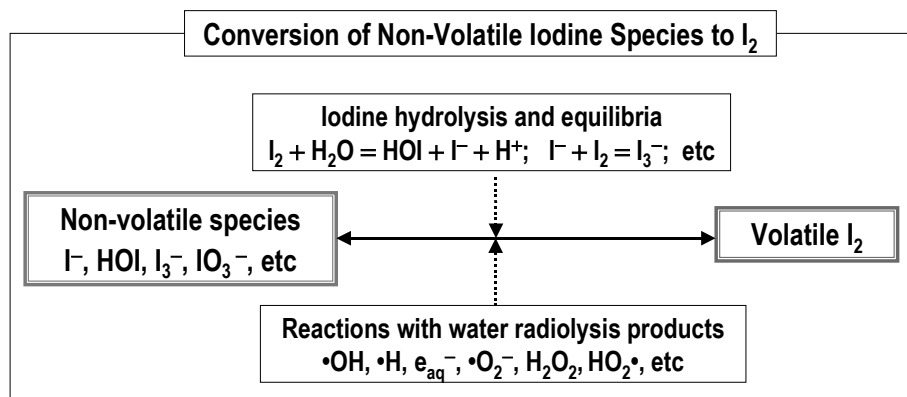 Conversion of Non-Volatile Iodine Species to I₂
Iodine hydrolysis and equilibria
I₂ + H₂O = HOI + I⁻ + H⁺; I⁻ + I₂ = I₃⁻; etc
Non-volatile species
I⁻, HOI, I₃⁻, IO₃⁻, etc
Volatile I₂
Reactions with water radiolysis products
•OH, •H, e_aq⁻, •O₂⁻, H₂O₂, HO₂•, etc